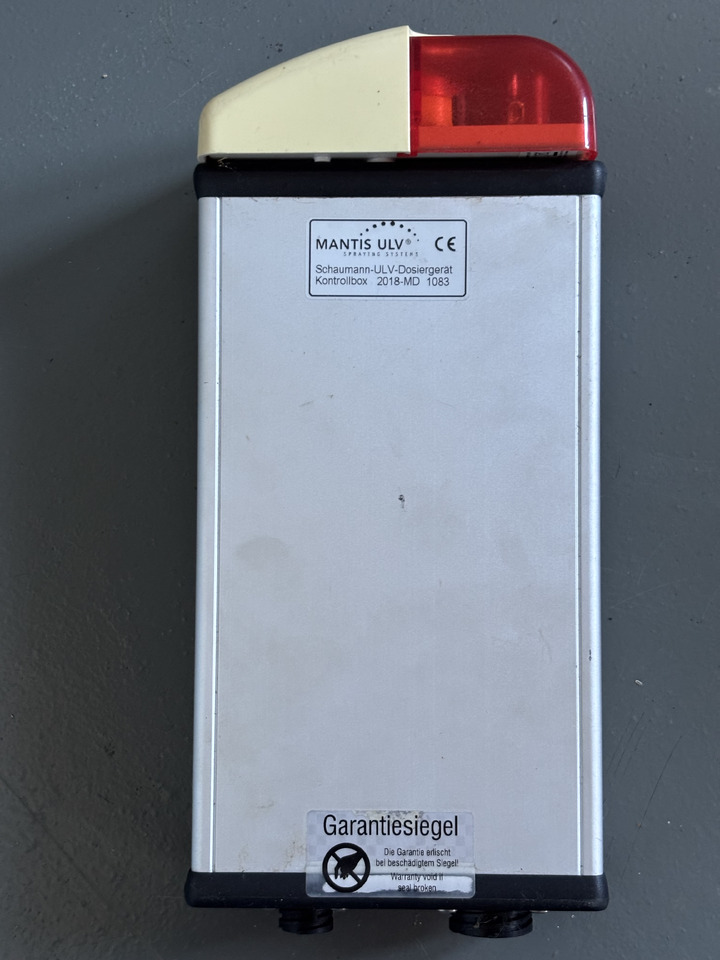 MANTIS ULV® CE
SPRAYING SYSTEMS
Schaumann-ULV-Dosiergerät
Kontrollbox 2018-MD 1083
Garantiesiegel
Die Garantie erlischt
bei beschädigtem Siegel!
Warranty void if
seal broken